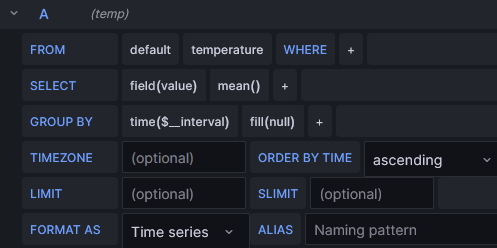 A (temp)
FROM default temperature WHERE +
SELECT field(value) mean() +
GROUP BY time($__interval) fill(null) +
TIMEZONE (optional) ORDER BY TIME ascending
LIMIT (optional) SLIMIT (optional)
FORMAT AS Time series ALIAS Naming pattern